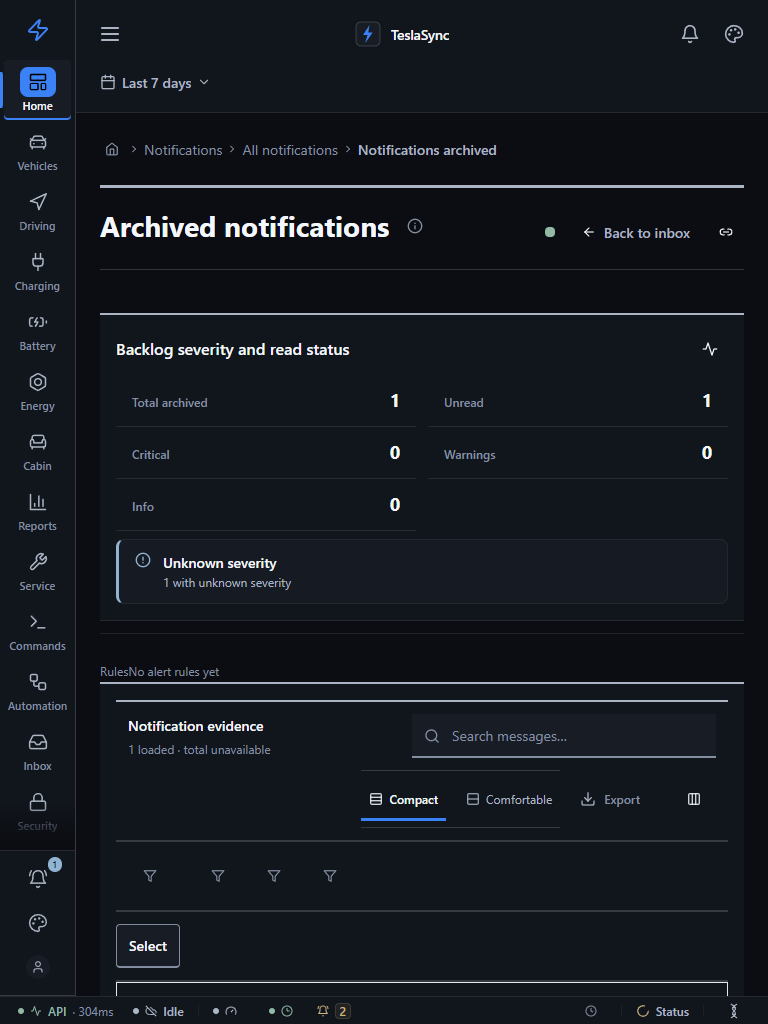 TeslaSync
Last 7 days
Home
Vehicles
Driving
Charging
Battery
Energy
Cabin
Reports
Service
Commands
Automation
Inbox
Security
1
Notifications
All notifications
Notifications archived
Archived notifications
Back to inbox
Backlog severity and read status
Total archived 1
Unread 1
Critical 0
Warnings 0
Info 0
Unknown severity
1 with unknown severity
RulesNo alert rules yet
Notification evidence
1 loaded · total unavailable
Search messages...
Compact
Comfortable
Export
Select
API · 304ms
Idle
2
Status